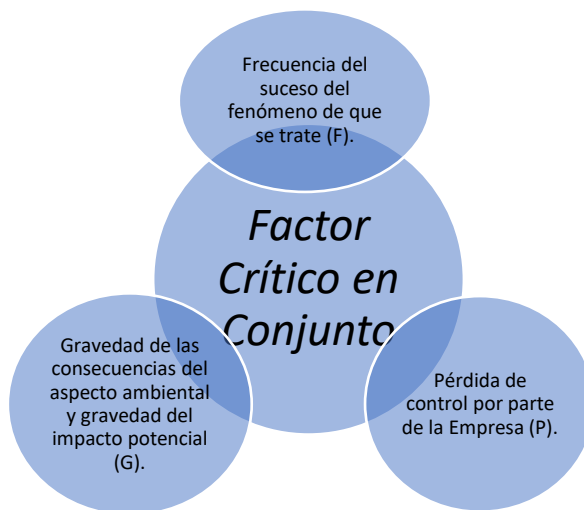 Frecuencia del
suceso del
fenómeno de que
se trate (F).
Factor
Crítico en
Conjunto
Gravedad de las
consecuencias del
aspecto ambiental
y gravedad del
impacto potencial
(G).
Pérdida de
control por parte
de la Empresa (P).